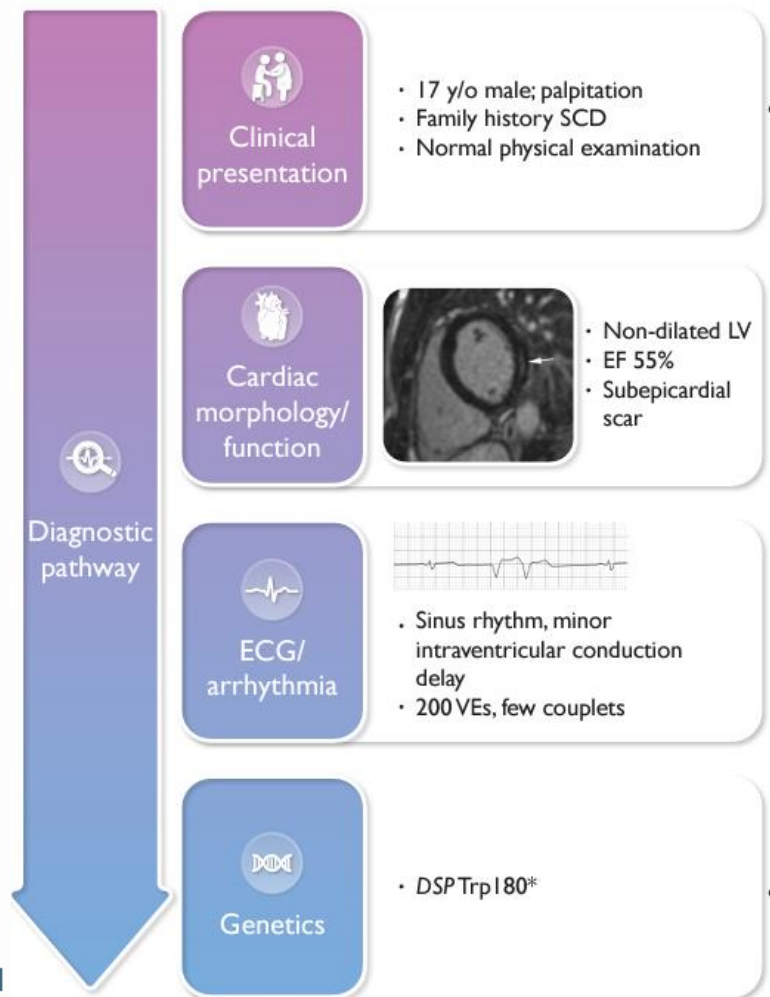 Diagnostic
pathway
Clinical
presentation
· 17 y/o male; palpitation
· Family history SCD
· Normal physical examination
Cardiac
morphology/
function
· Non-dilated LV
· EF 55%
· Subepicardial
scar
ECG/
arrhythmia
· Sinus rhythm, minor
intraventricular conduction
delay
· 200 VEs, few couplets
Genetics
· DSP Trp180*